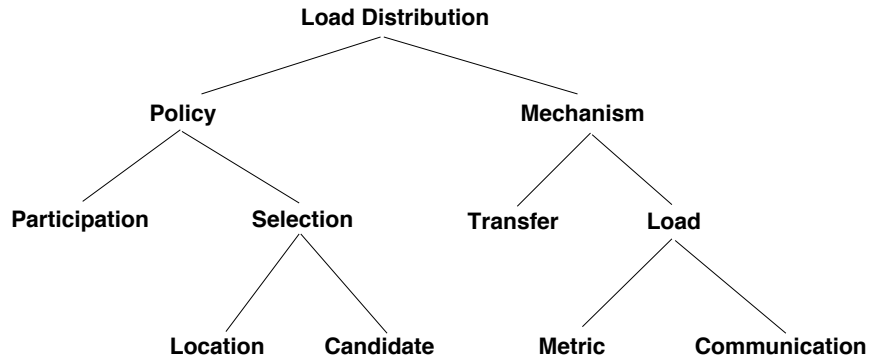 Load Distribution
Policy
Mechanism
Participation
Selection
Transfer
Load
Location
Candidate
Metric
Communication